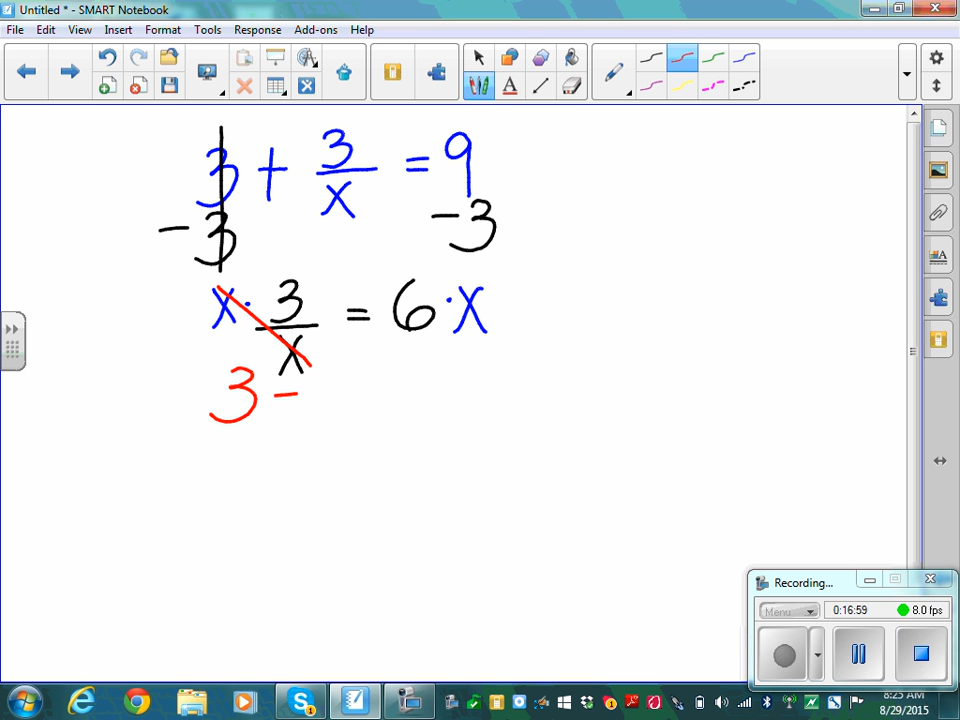 Untitled * - SMART Notebook
File Edit View Insert Format Tools Response Add-ons Help
3 + 3/x = 9
-3 -3
x · 3/x = 6 · x
3 -
Recording...
Menu 0:16:59 8.0 fps
8:25 AM
8/29/2015